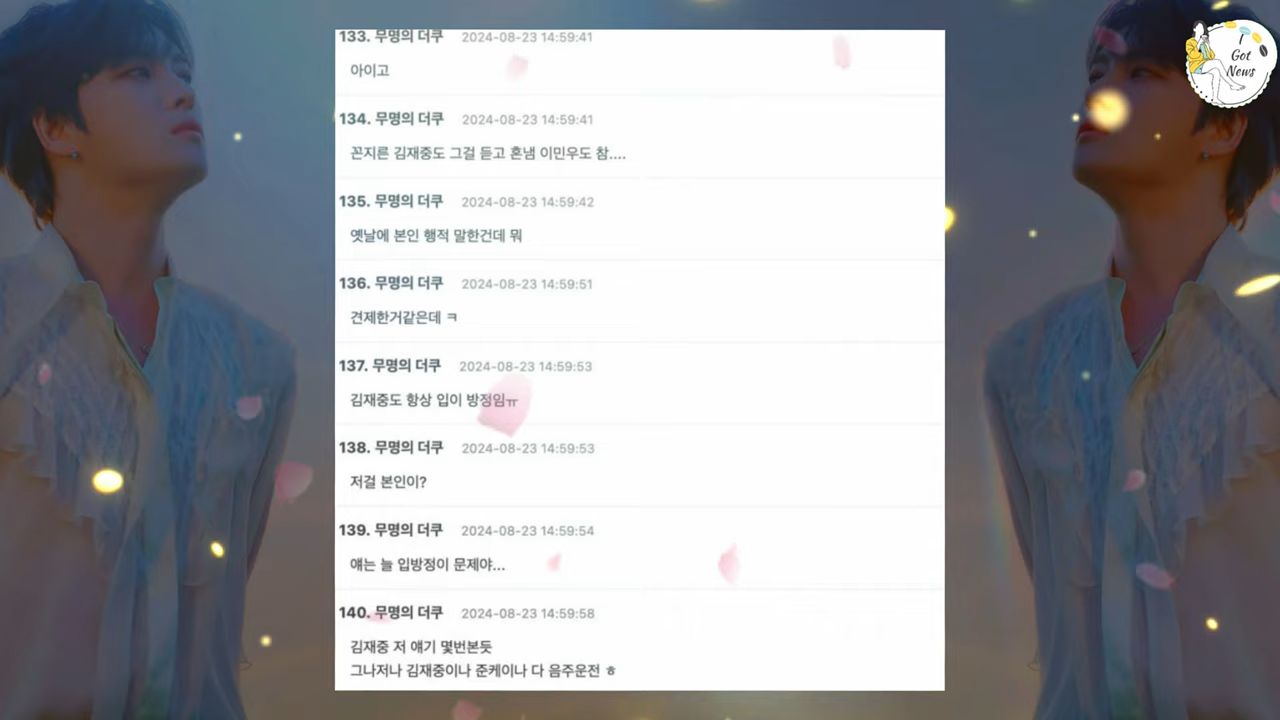 133. 무명의 더쿠 2024-08-23 14:59:41
아이고
134. 무명의 더쿠 2024-08-23 14:59:41
꼰지른 김재중도 그걸 듣고 혼냄 이민우도 참....
135. 무명의 더쿠 2024-08-23 14:59:42
옛날에 본인 행적 말한건데 뭐
136. 무명의 더쿠 2024-08-23 14:59:51
견제한거같은데 ㅋ
137. 무명의 더쿠 2024-08-23 14:59:53
김재중도 항상 입이 방정임ㅠ
138. 무명의 더쿠 2024-08-23 14:59:53
저걸 본인이?
139. 무명의 더쿠 2024-08-23 14:59:54
얘는 늘 입방정이 문제야...
140. 무명의 더쿠 2024-08-23 14:59:58
김재중 저 얘기 몇번본듯
그나저나 김재중이나 준케이나 다 음주운전 ㅎ
I
Got
News